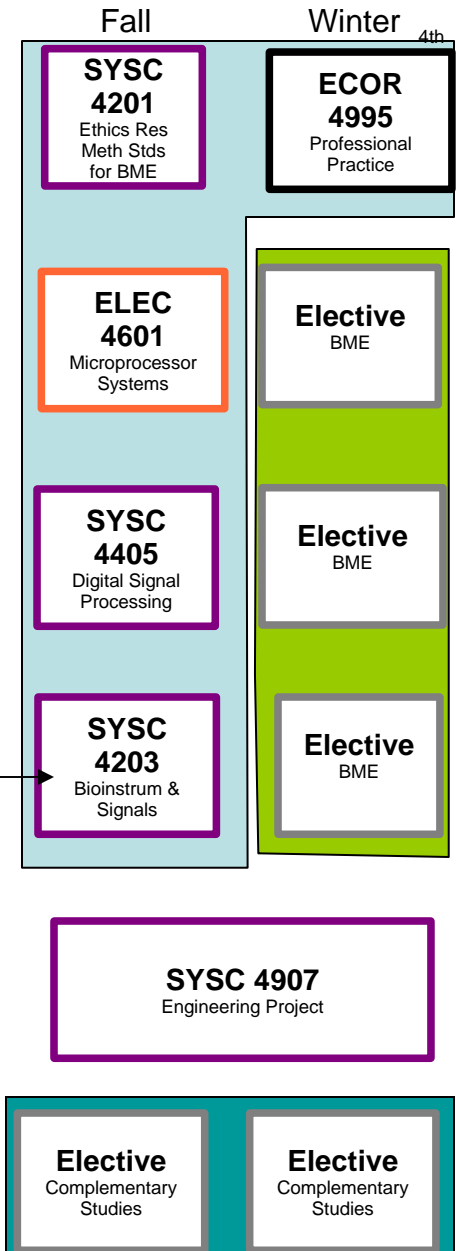 Fall
Winter
4th
SYSC
4201
Ethics Res
Meth Stds
for BME
ECOR
4995
Professional
Practice
ELEC
4601
Microprocessor
Systems
Elective
BME
SYSC
4405
Digital Signal
Processing
Elective
BME
SYSC
4203
Bioinstrum &
Signals
Elective
BME
SYSC 4907
Engineering Project
Elective
Complementary
Studies
Elective
Complementary
Studies